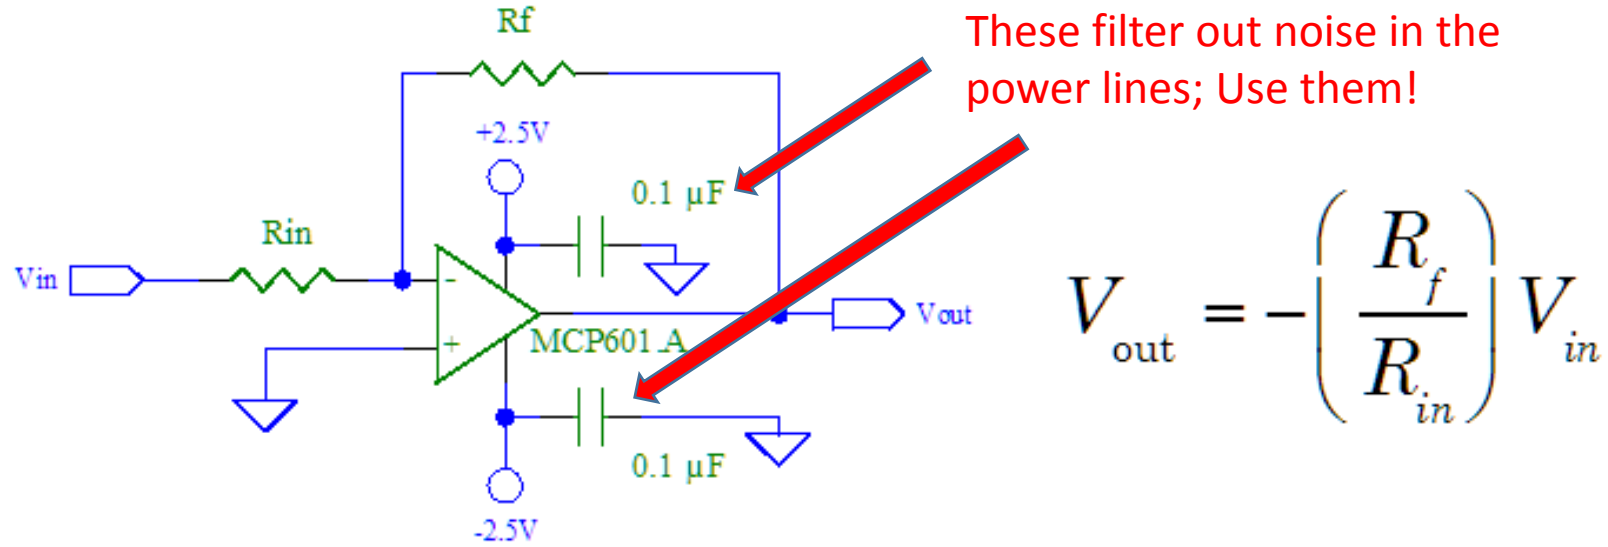 Rf
These filter out noise in the
power lines; Use them!
+2.5V
0.1 µF
Rin
Vin
-
+
MCP601_A
Vout
0.1 µF
-2.5V
V_out = -(R_f / R_in) V_in